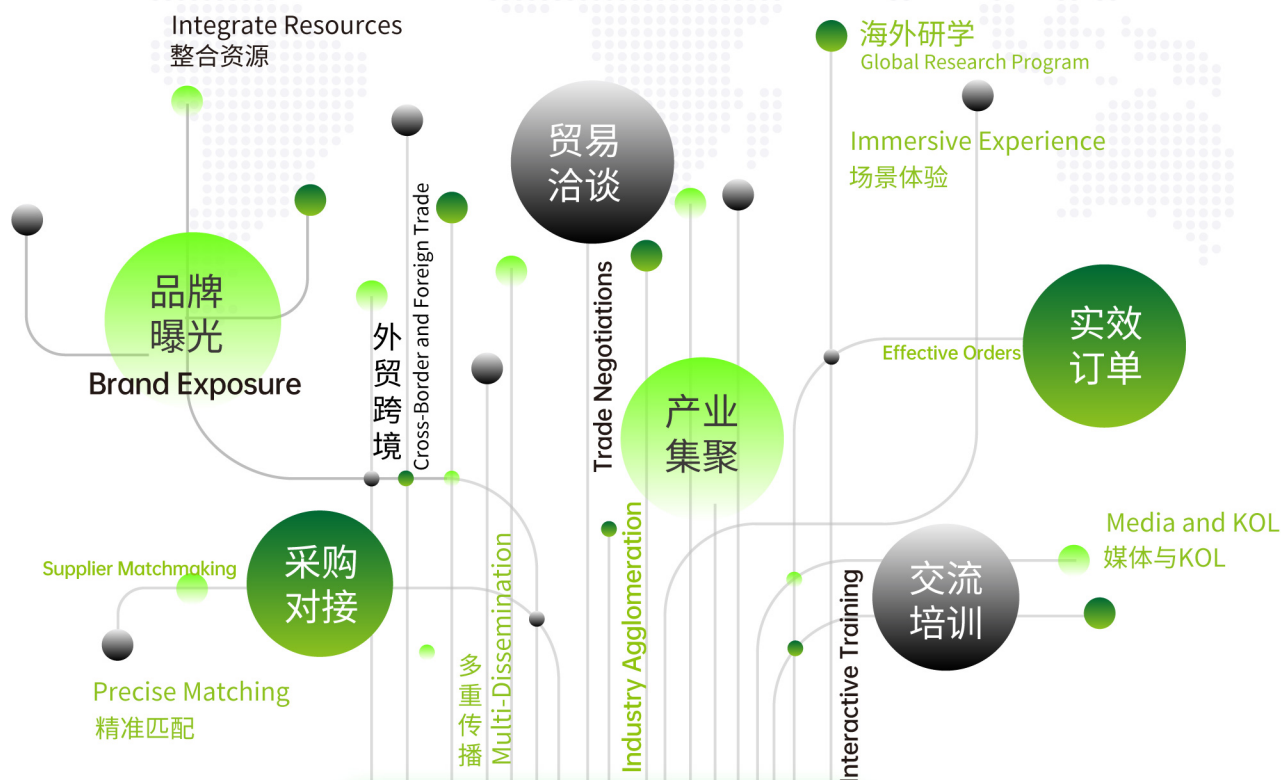 Integrate Resources
整合资源
海外研学
Global Research Program
贸易
洽谈
Immersive Experience
场景体验
品牌
曝光
Brand Exposure
外贸跨境
Cross-Border and Foreign Trade
Trade Negotiations
产业
集聚
Effective Orders
实效
订单
Supplier Matchmaking
采购
对接
Precise Matching
精准匹配
多重传播
Multi-Dissemination
Industry Agglomeration
Interactive Training
交流
培训
Media and KOL
媒体与KOL